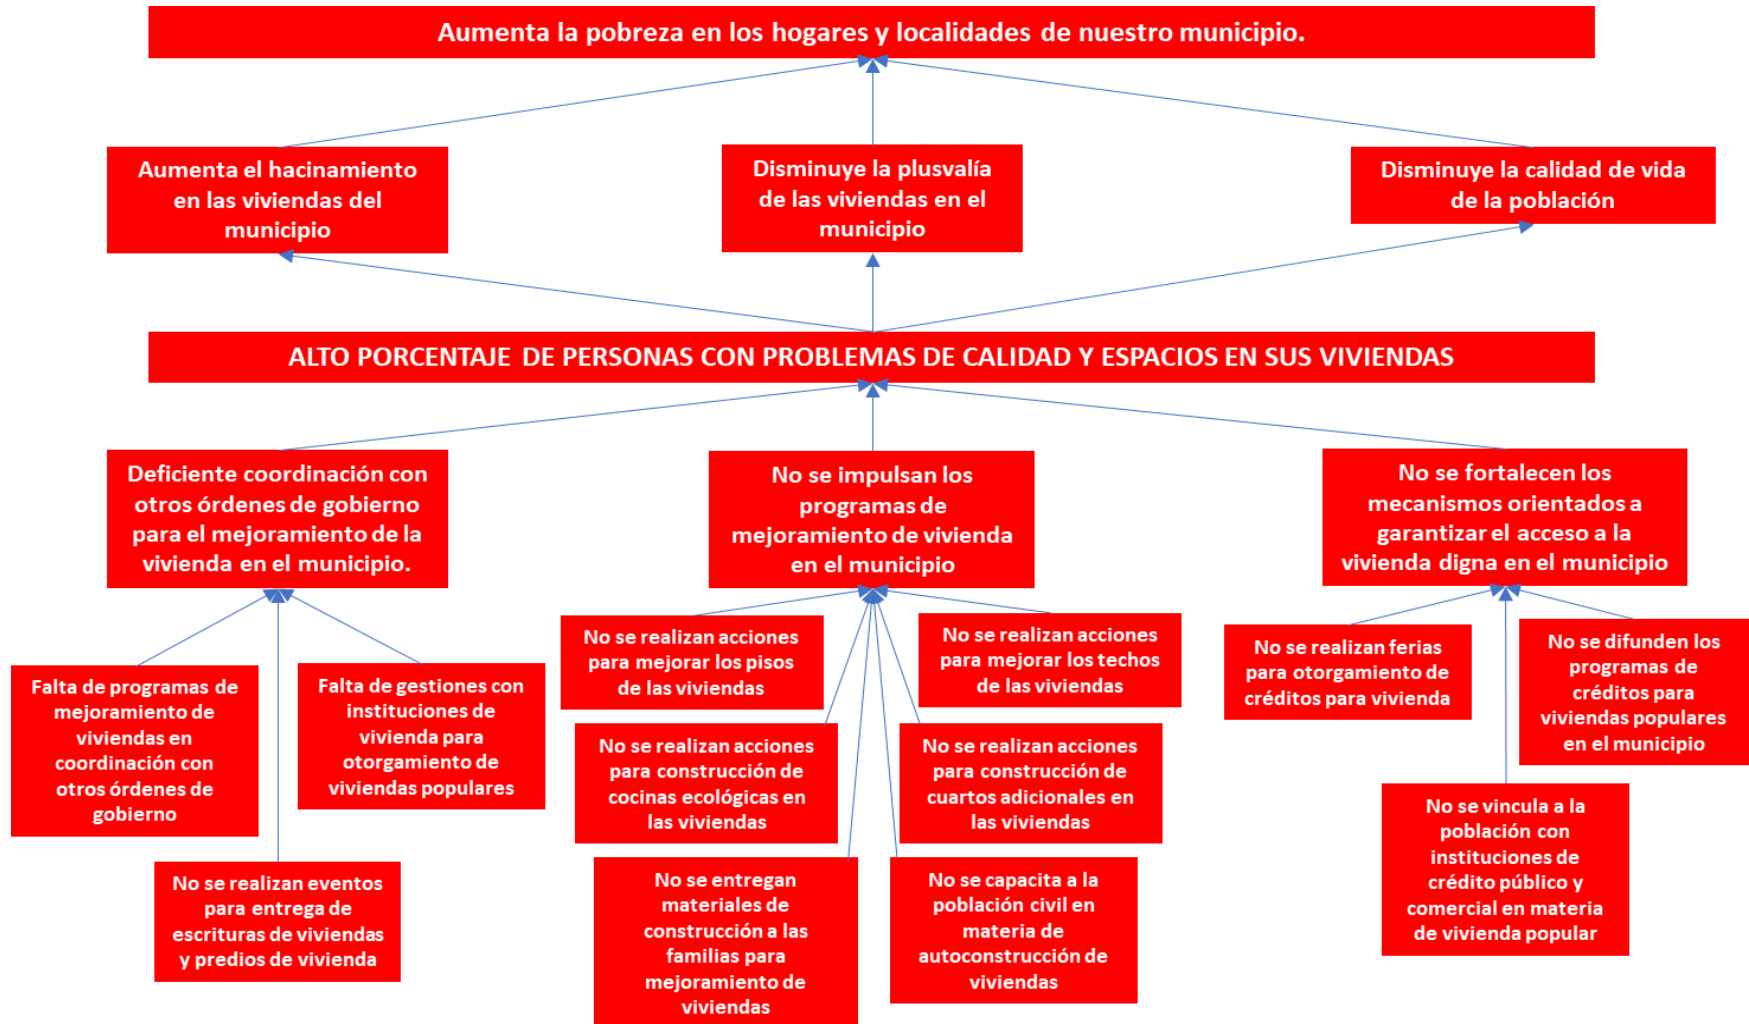 Aumenta la pobreza en los hogares y localidades de nuestro municipio.
Aumenta el hacinamiento
en las viviendas del
municipio
Disminuye la plusvalía
de las viviendas en el
municipio
Disminuye la calidad de vida
de la población
ALTO PORCENTAJE DE PERSONAS CON PROBLEMAS DE CALIDAD Y ESPACIOS EN SUS VIVIENDAS
Deficiente coordinación con
otros órdenes de gobierno
para el mejoramiento de la
vivienda en el municipio.
No se impulsan los
programas de
mejoramiento de vivienda
en el municipio
No se fortalecen los
mecanismos orientados a
garantizar el acceso a la
vivienda digna en el municipio
Falta de programas de
mejoramiento de
viviendas en
coordinación con
otros órdenes de
gobierno
Falta de gestiones con
instituciones de
vivienda para
otorgamiento de
viviendas populares
No se realizan eventos
para entrega de
escrituras de viviendas
y predios de vivienda
No se realizan acciones
para mejorar los pisos
de las viviendas
No se realizan acciones
para mejorar los techos
de las viviendas
No se realizan acciones
para construcción de
cocinas ecológicas en
las viviendas
No se realizan acciones
para construcción de
cuartos adicionales en
las viviendas
No se entregan
materiales de
construcción a las
familias para
mejoramiento de
viviendas
No se capacita a la
población civil en
materia de
autoconstrucción de
viviendas
No se realizan ferias
para otorgamiento de
créditos para vivienda
No se difunden los
programas de
créditos para
viviendas populares
en el municipio
No se vincula a la
población con
instituciones de
crédito público y
comercial en materia
de vivienda popular